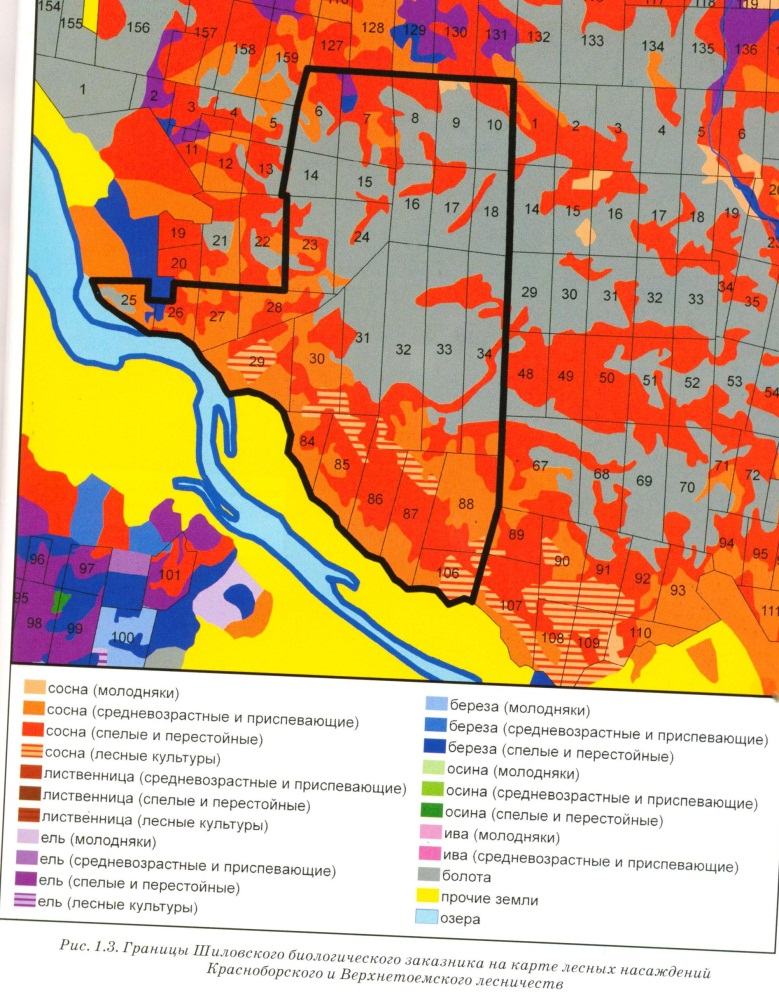 154 155 156 157 158 159 127 128 129 130 131 132 133 134 135 118 119 136
1 2 3 4 5 6 7 8 9 10 1 2 3 4 5 6
11 12 13 14 15 16 17 18 14 15 16 17 18 19
19 20 21 22 23 24
25 26 27 28 29 30 31 32 33 34 29 30 31 32 33 34 35
48 49 50 51 52 53 54
84 85 86 87 88 67 68 69 70 71 72
89 90 91 92 93 94 95
106 107 108 109 110 111
96 97 101
95 98 99 100
сосна (молодняки)
сосна (средневозрастные и приспевающие)
сосна (спелые и перестойные)
сосна (лесные культуры)
лиственница (средневозрастные и приспевающие)
лиственница (спелые и перестойные)
лиственница (лесные культуры)
ель (молодняки)
ель (средневозрастные и приспевающие)
ель (спелые и перестойные)
ель (лесные культуры)
береза (молодняки)
береза (средневозрастные и приспевающие)
береза (спелые и перестойные)
осина (молодняки)
осина (средневозрастные и приспевающие)
осина (спелые и перестойные)
ива (молодняки)
ива (средневозрастные и приспевающие)
болота
прочие земли
озера
Рис. 1.3. Границы Шиловского биологического заказника на карте лесных насаждений
Красноборского и Верхнетоемского лесничеств